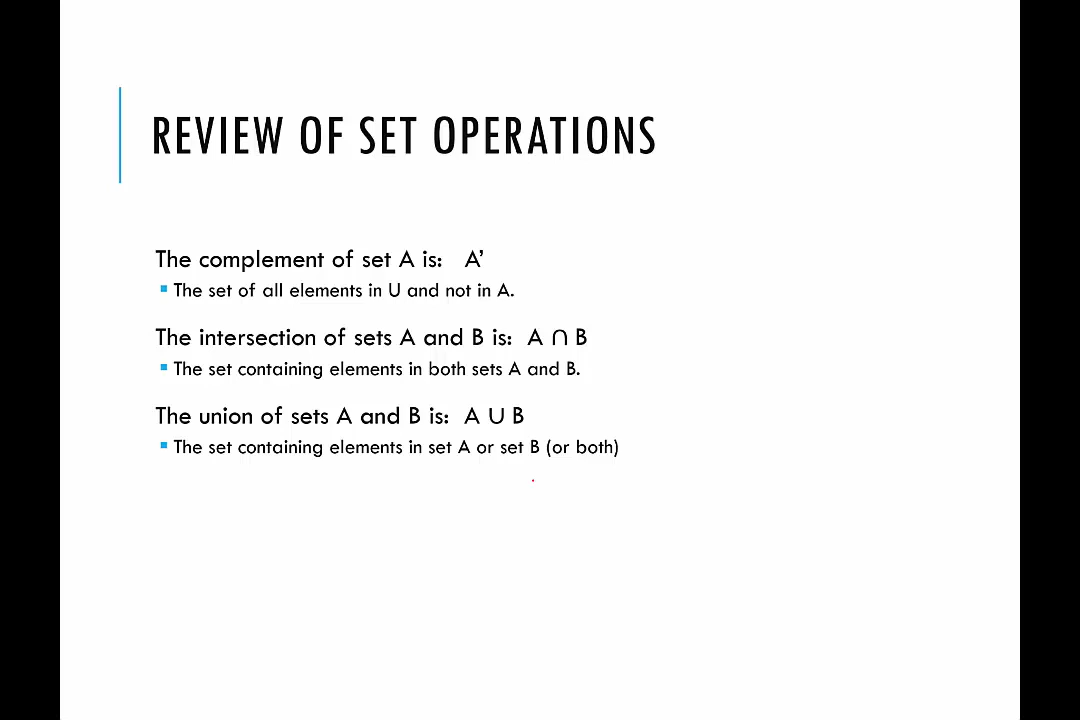 REVIEW OF SET OPERATIONS
The complement of set A is: A’
▪ The set of all elements in U and not in A.
The intersection of sets A and B is: A ∩ B
▪ The set containing elements in both sets A and B.
The union of sets A and B is: A ∪ B
▪ The set containing elements in set A or set B (or both)